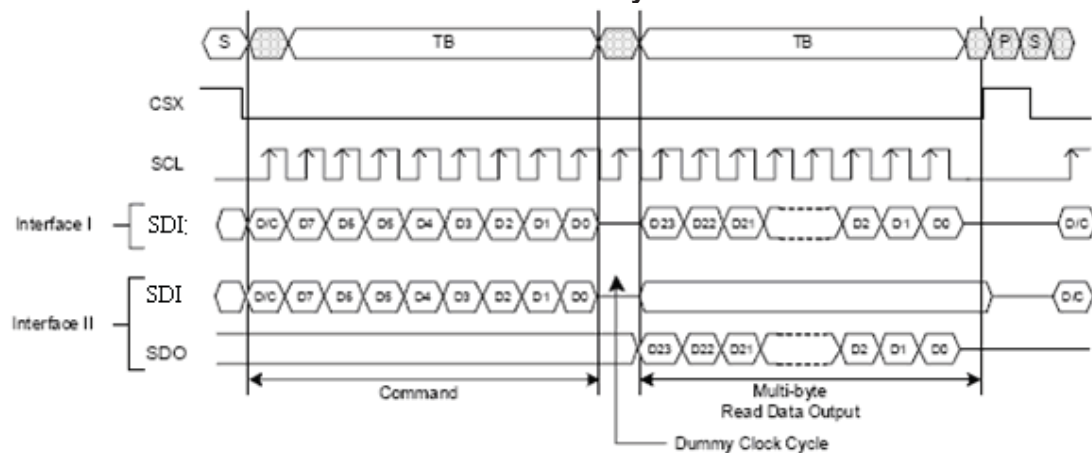 S TB TB P S
CSX
SCL
Interface I SDI D/C D7 D5 D5 D4 D3 D2 D1 D0 D23 D22 D21 D2 D1 D0 D/C
SDI D/C D7 D5 D5 D4 D3 D2 D1 D0 D/C
Interface II
SDO D23 D22 D21 D2 D1 D0
Command
Multi-byte
Read Data Output
Dummy Clock Cycle